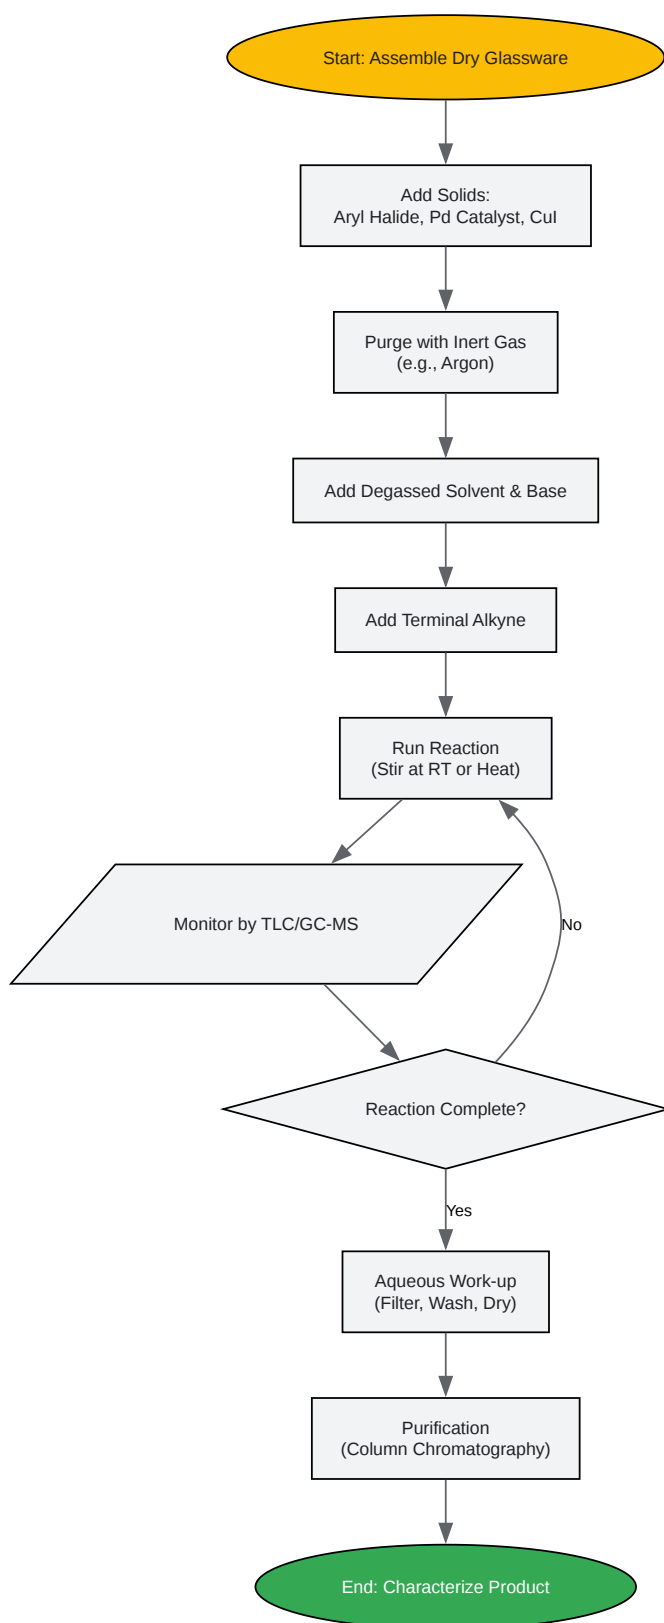 Start: Assemble Dry Glassware
Add Solids:
Aryl Halide, Pd Catalyst, CuI
Purge with Inert Gas
(e.g., Argon)
Add Degassed Solvent & Base
Add Terminal Alkyne
Run Reaction
(Stir at RT or Heat)
Monitor by TLC/GC-MS
No
Reaction Complete?
Yes
Aqueous Work-up
(Filter, Wash, Dry)
Purification
(Column Chromatography)
End: Characterize Product